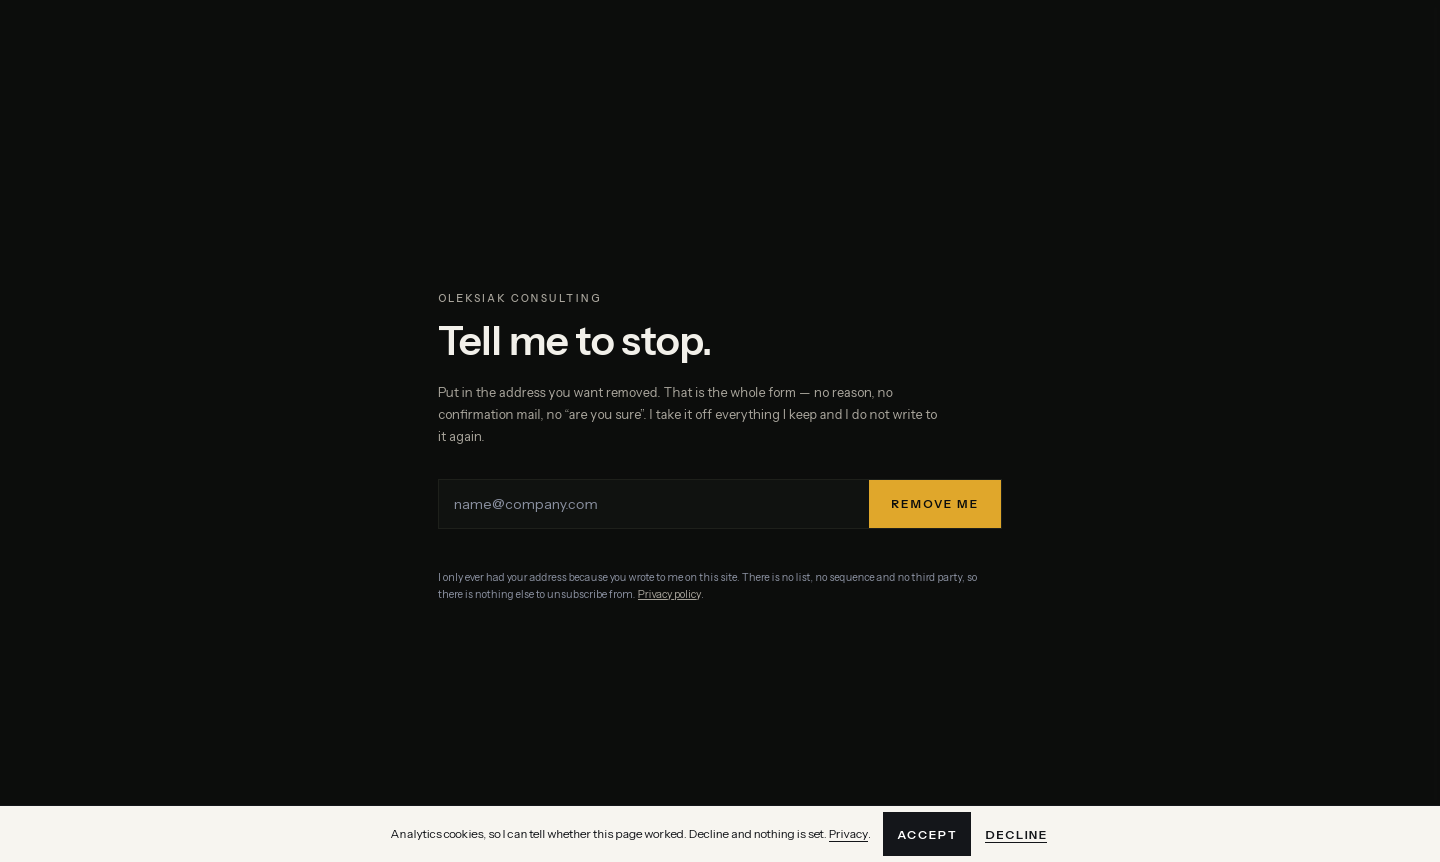 OLEKSIAK CONSULTING
Tell me to stop.
Put in the address you want removed. That is the whole form — no reason, no
confirmation mail, no “are you sure”. I take it off everything I keep and I do not write to
it again.
name@company.com
REMOVE ME
I only ever had your address because you wrote to me on this site. There is no list, no sequence and no third party, so
there is nothing else to unsubscribe from. Privacy policy.
Analytics cookies, so I can tell whether this page worked. Decline and nothing is set. Privacy.
ACCEPT
DECLINE